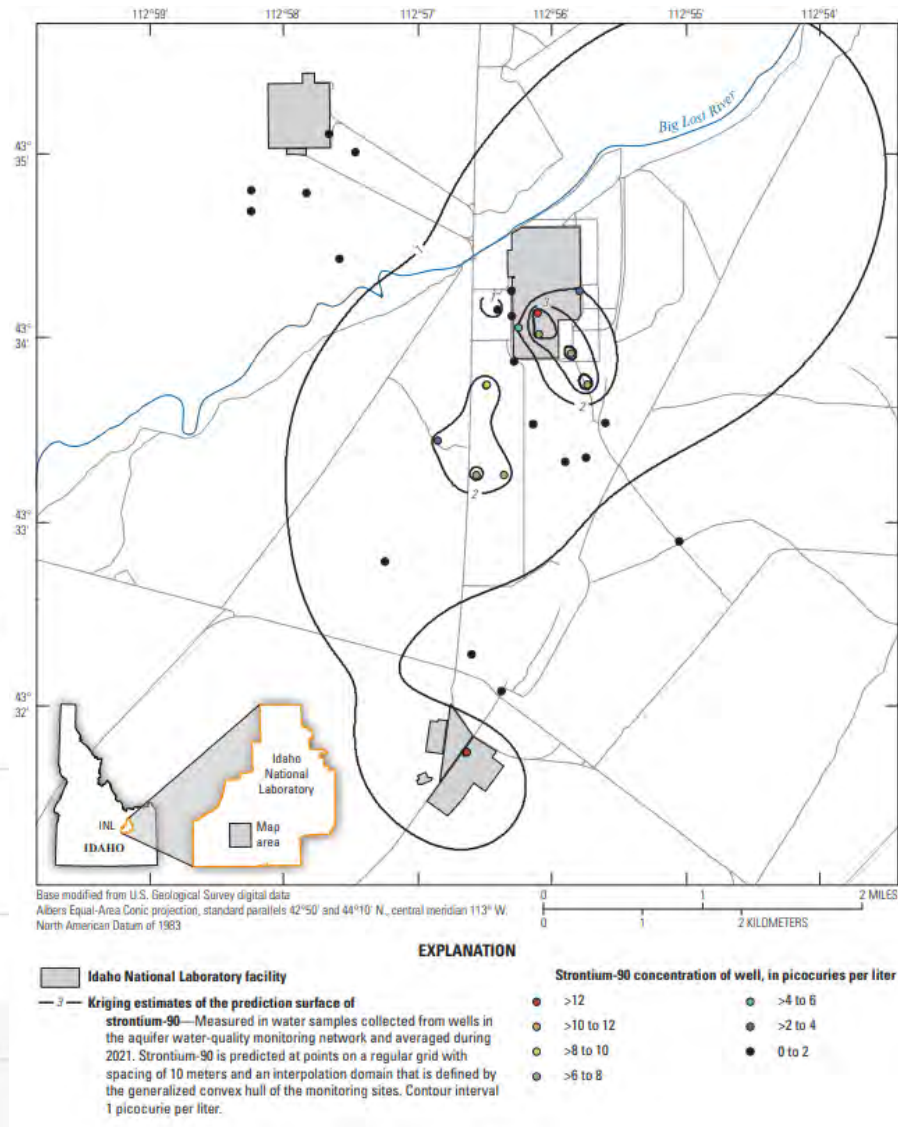 112°59' 112°58' 112°57' 112°56' 112°55' 112°54'
Big Lost River
43°
35'
1
1
3
43°
34'
2
2
43°
33'
43°
32'
Idaho
National
Laboratory
INL
IDAHO
Map
area
Base modified from U.S. Geological Survey digital data
Albers Equal-Area Conic projection, standard parallels 42°50' and 44°10' N., central meridian 113° W.
North American Datum of 1983
0 1 2 MILES
0 1 2 KILOMETERS
EXPLANATION
Idaho National Laboratory facility
3 Kriging estimates of the prediction surface of
strontium-90—Measured in water samples collected from wells in
the aquifer water-quality monitoring network and averaged during
2021. Strontium-90 is predicted at points on a regular grid with
spacing of 10 meters and an interpolation domain that is defined by
the generalized convex hull of the monitoring sites. Contour interval
1 picocurie per liter.
Strontium-90 concentration of well, in picocuries per liter
>12 >4 to 6
>10 to 12 >2 to 4
>8 to 10 0 to 2
>6 to 8